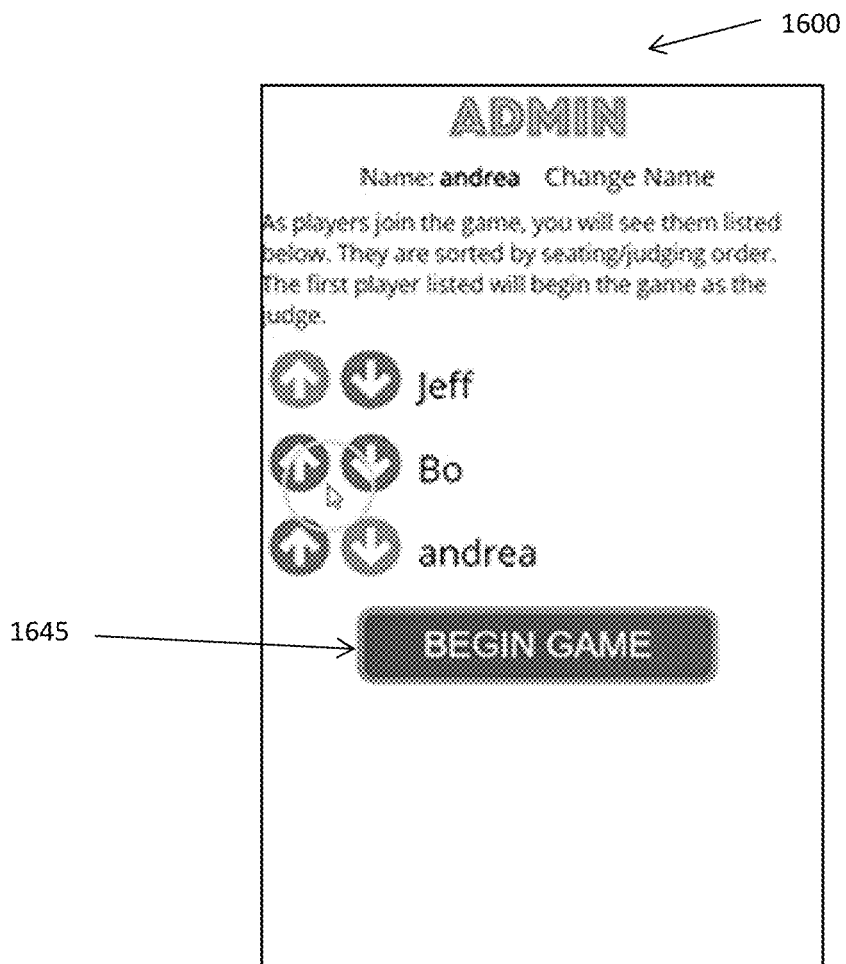 1600
ADMIN
Name: andrea Change Name
As players join the game, you will see them listed
below. They are sorted by seating/judging order.
The first player listed will begin the game as the
judge.
Jeff
Bo
andrea
1645
BEGIN GAME